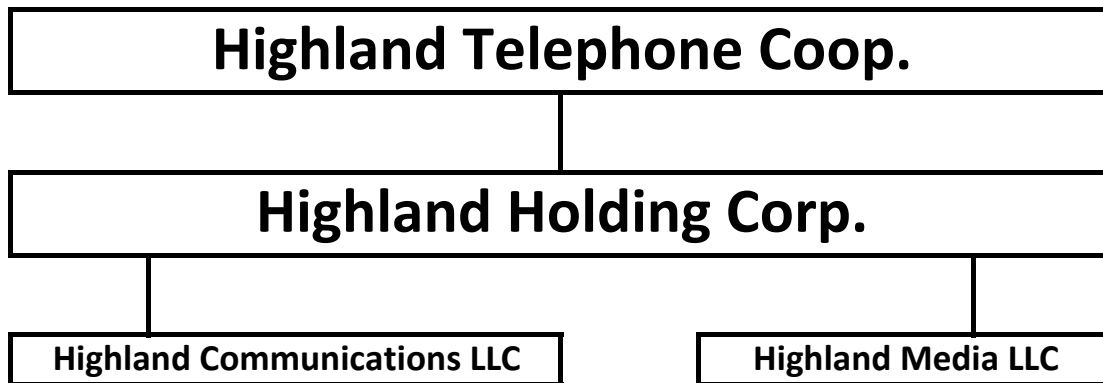 Highland Telephone Coop.
Highland Holding Corp.
Highland Communications LLC
Highland Media LLC